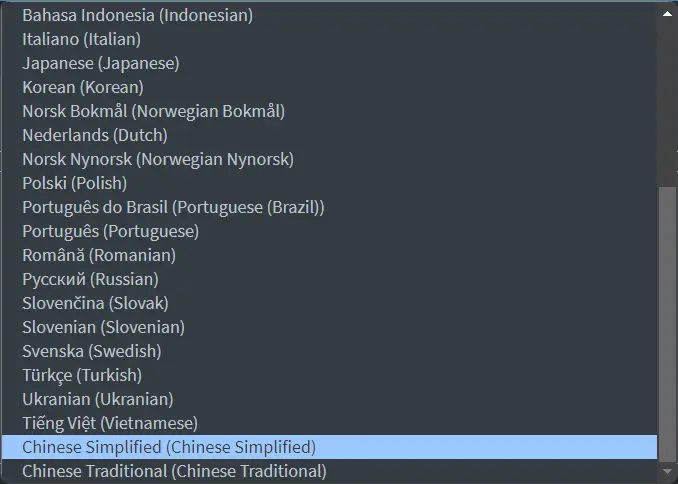 Bahasa Indonesia (Indonesian)
Italiano (Italian)
Japanese (Japanese)
Korean (Korean)
Norsk Bokmål (Norwegian Bokmål)
Nederlands (Dutch)
Norsk Nynorsk (Norwegian Nynorsk)
Polski (Polish)
Português do Brasil (Portuguese (Brazil))
Português (Portuguese)
Română (Romanian)
Русский (Russian)
Slovenčina (Slovak)
Slovenian (Slovenian)
Svenska (Swedish)
Türkçe (Turkish)
Ukranian (Ukranian)
Tiếng Việt (Vietnamese)
Chinese Simplified (Chinese Simplified)
Chinese Traditional (Chinese Traditional)